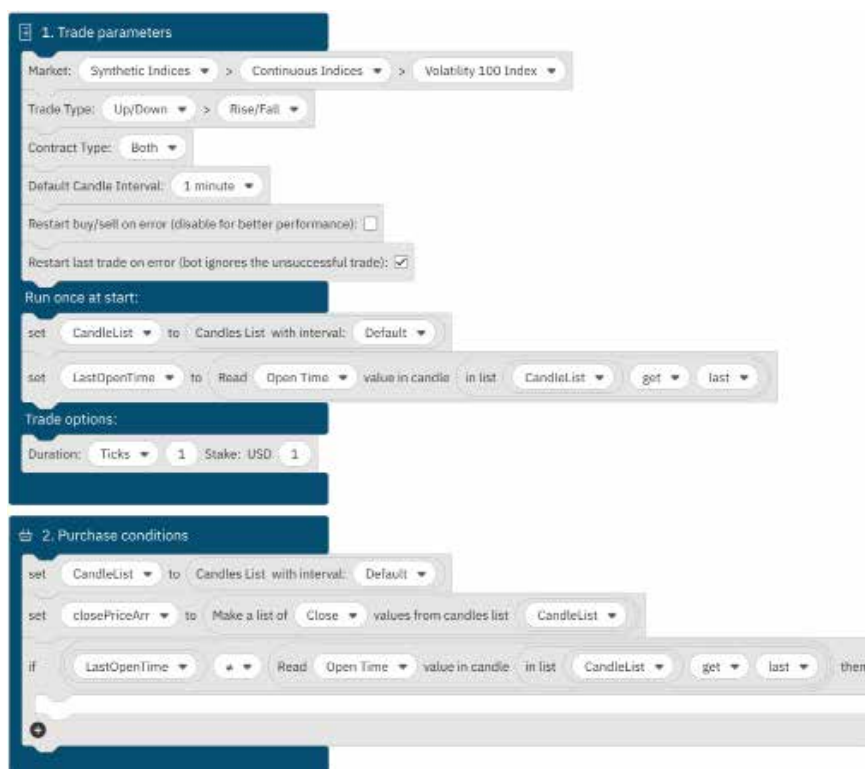 1. Trade parameters
Market: Synthetic Indices > Continuous Indices > Volatility 100 Index
Trade Type: Up/Down > Rise/Fall
Contract Type: Both
Default Candle Interval: 1 minute
Restart buy/sell on error (disable for better performance):
Restart last trade on error (bot ignores the unsuccessful trade):
Run once at start:
set CandleList to Candles List with interval: Default
set LastOpenTime to Read Open Time value in candle in list CandleList get last
Trade options:
Duration: Ticks 1 Stake: USD 1
2. Purchase conditions
set CandleList to Candles List with interval: Default
set closePriceArr to Make a list of Close values from candles list CandleList
if LastOpenTime ≠ Read Open Time value in candle in list CandleList get last then